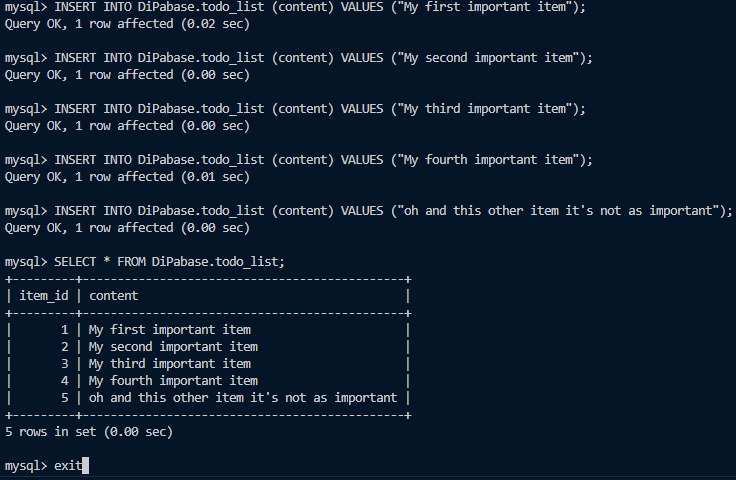 mysql> INSERT INTO DiPabase.todo_list (content) VALUES ("My first important item");
Query OK, 1 row affected (0.02 sec)
mysql> INSERT INTO DiPabase.todo_list (content) VALUES ("My second important item");
Query OK, 1 row affected (0.00 sec)
mysql> INSERT INTO DiPabase.todo_list (content) VALUES ("My third important item");
Query OK, 1 row affected (0.00 sec)
mysql> INSERT INTO DiPabase.todo_list (content) VALUES ("My fourth important item");
Query OK, 1 row affected (0.01 sec)
mysql> INSERT INTO DiPabase.todo_list (content) VALUES ("oh and this other item it's not as important");
Query OK, 1 row affected (0.00 sec)
mysql> SELECT * FROM DiPabase.todo_list;
+---------+----------------------------------------------+
| item_id | content                                      |
+---------+----------------------------------------------+
|       1 | My first important item                      |
|       2 | My second important item                     |
|       3 | My third important item                      |
|       4 | My fourth important item                     |
|       5 | oh and this other item it's not as important |
+---------+----------------------------------------------+
5 rows in set (0.00 sec)
mysql> exit